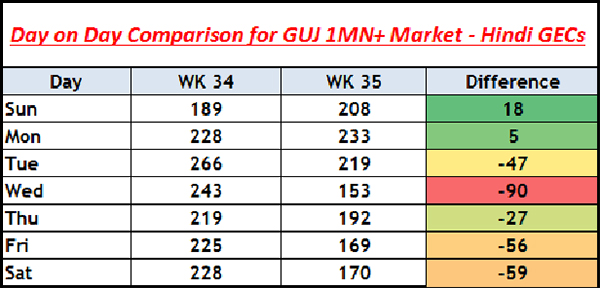 Day on Day Comparison for GUJ 1MN+ Market - Hindi GECs
Day WK 34 WK 35 Difference
Sun 189 208 18
Mon 228 233 5
Tue 266 219 -47
Wed 243 153 -90
Thu 219 192 -27
Fri 225 169 -56
Sat 228 170 -59